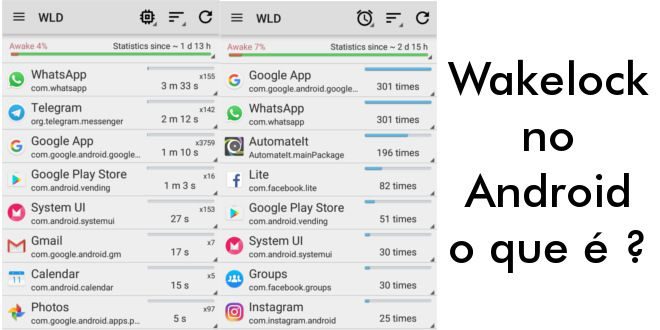 WLD
Awake 4%
Statistics since ~ 1 d 13 h
WhatsApp
x155
com.whatsapp
3 m 33 s
Telegram
x142
org.telegram.messenger
2 m 12 s
Google App
x3759
com.google.android.google...
1 m 10 s
Google Play Store
x16
com.android.vending
1 m 3 s
System UI
x153
com.android.systemui
27 s
Gmail
x7
com.google.android.gm
17 s
11
Calendar
x5
com.android.calendar
15 s
Photos
x97
com.google.android.apps.p...
5 s
WLD
Awake 7%
Statistics since ~ 2 d 15 h
Google App
com.google.android.google...
301 times
WhatsApp
com.whatsapp
301 times
AutomateIt
AutomateIt.mainPackage
196 times
Lite
com.facebook.lite
82 times
Google Play Store
com.android.vending
51 times
System UI
com.android.systemui
30 times
Groups
com.facebook.groups
30 times
Instagram
com.instagram.android
25 times
Wakelock
no
Android
o que é ?